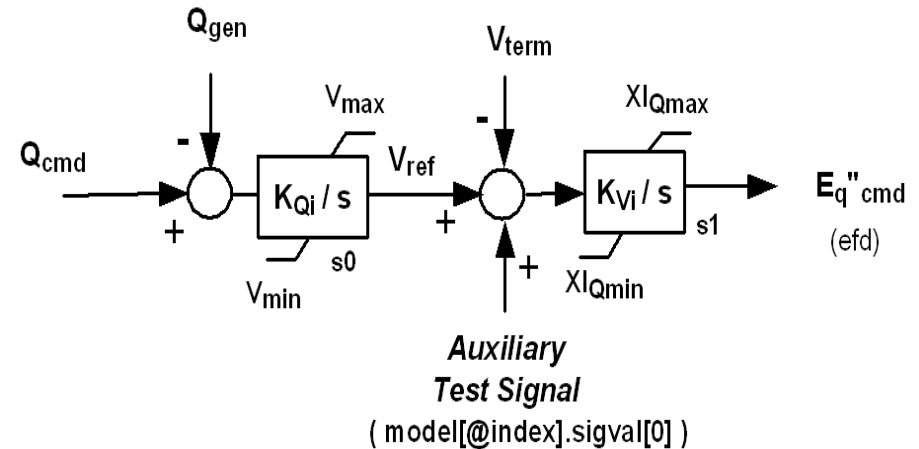 Qgen
-
Qcmd
+
Vmax
KQi / s
s0
Vmin
Vref
+
Vterm
-
+
Auxiliary
Test Signal
( model[@index].sigval[0] )
XIQmax
KVi / s
s1
XIQmin
Eq"cmd
(efd)